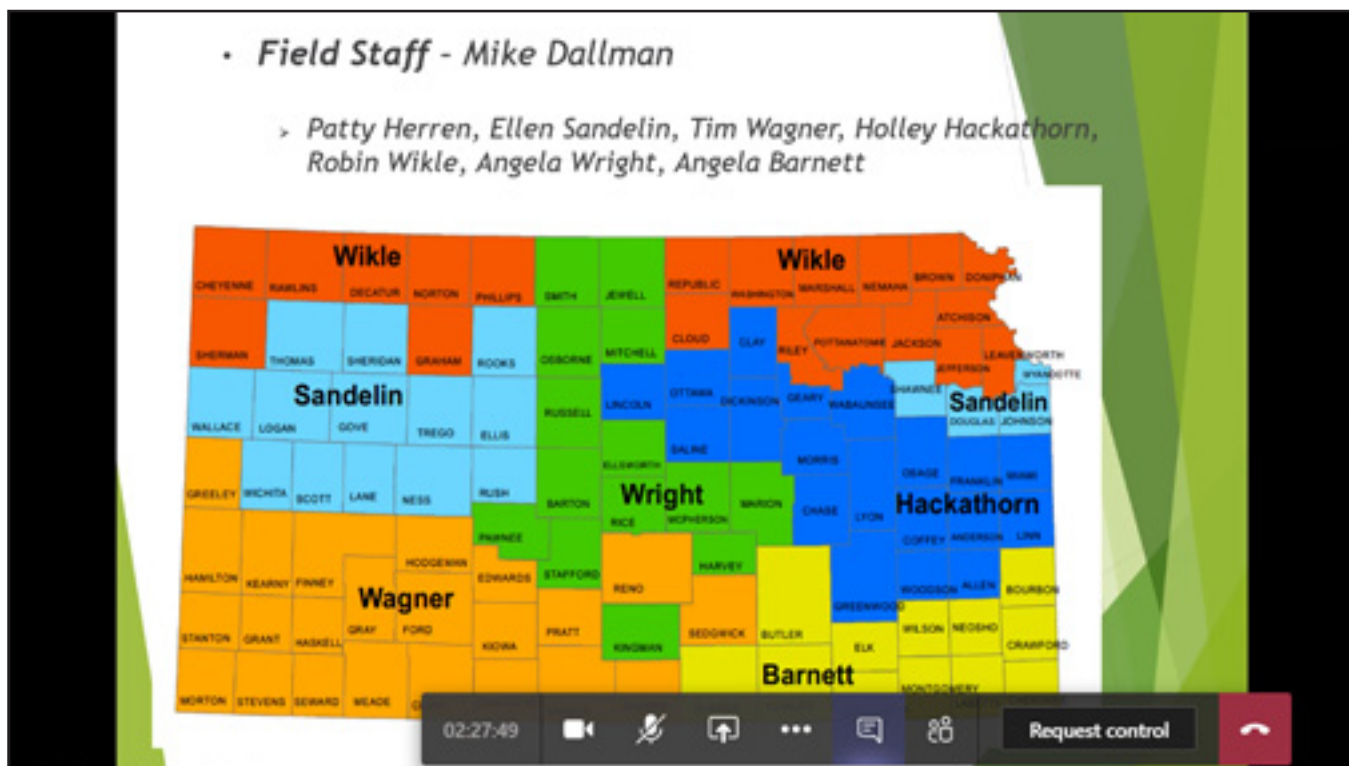 • Field Staff - Mike Dallman
➢ Patty Herren, Ellen Sandelin, Tim Wagner, Holley Hackathorn,
Robin Wikle, Angela Wright, Angela Barnett
Wikle
Wikle
CHEYENNE RAWLINS DECATUR NORTON PHILLIPS SMITH JEWELL REPUBLIC WASHINGTON MARSHALL NEMAHA BROWN DONIPHAN
ATCHISON
SHERMAN THOMAS SHERIDAN GRAHAM ROOKS OSBORNE MITCHELL CLOUD CLAY RILEY POTTAWATOMIE JACKSON
LEAVENWORTH
JEFFERSON
WYANDOTTE
SHAWNEE
Sandelin
Sandelin
LINCOLN OTTAWA DICKINSON GEARY WABAUNSEE
DOUGLAS JOHNSON
WALLACE LOGAN GOVE TREGO ELLIS RUSSELL
ELLSWORTH SALINE MORRIS OSAGE FRANKLIN MIAMI
GREELEY WICHITA SCOTT LANE NESS RUSH BARTON
Wright
Hackathorn
RICE MCPHERSON MARION CHASE LYON
COFFEY ANDERSON LINN
PAWNEE
HODGEMAN
HAMILTON KEARNY FINNEY EDWARDS STAFFORD RENO HARVEY
WOODSON ALLEN BOURBON
Wagner
GREENWOOD
STANTON GRANT HASKELL GRAY FORD KIOWA PRATT KINGMAN SEDGWICK BUTLER ELK WILSON NEOSHO CRAWFORD
Barnett
MONTGOMERY
MORTON STEVENS SEWARD MEADE
02:27:49
Request control